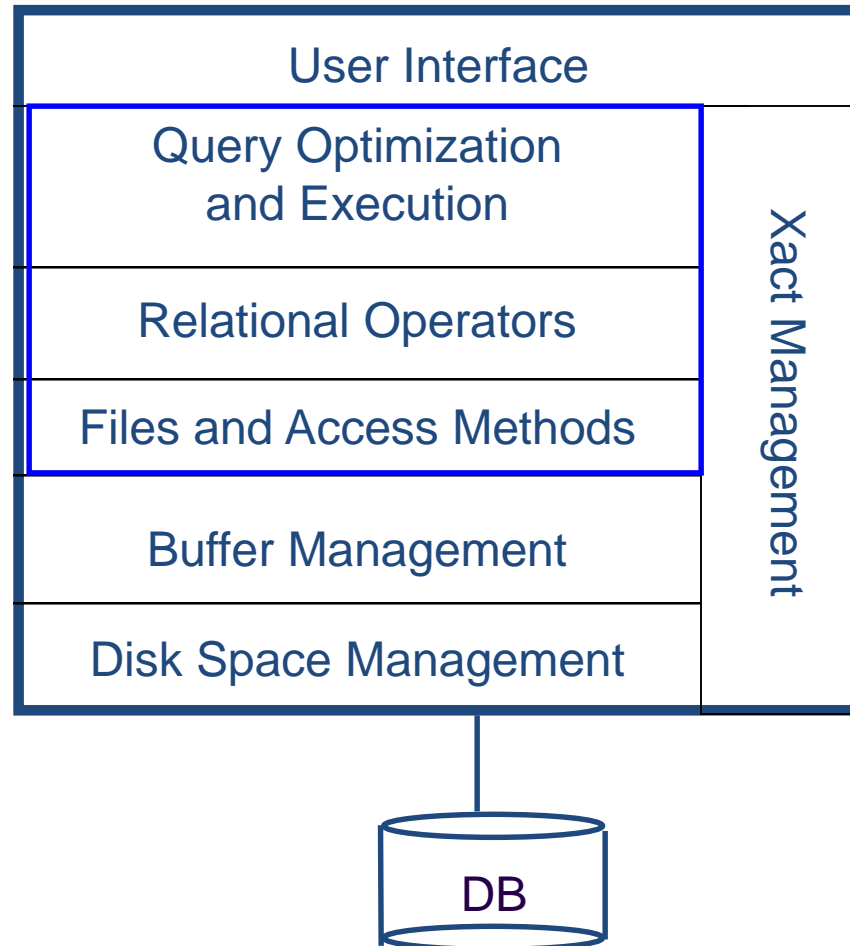 User Interface
Query Optimization
and Execution
Relational Operators
Files and Access Methods
Buffer Management
Disk Space Management
Xact Management
DB